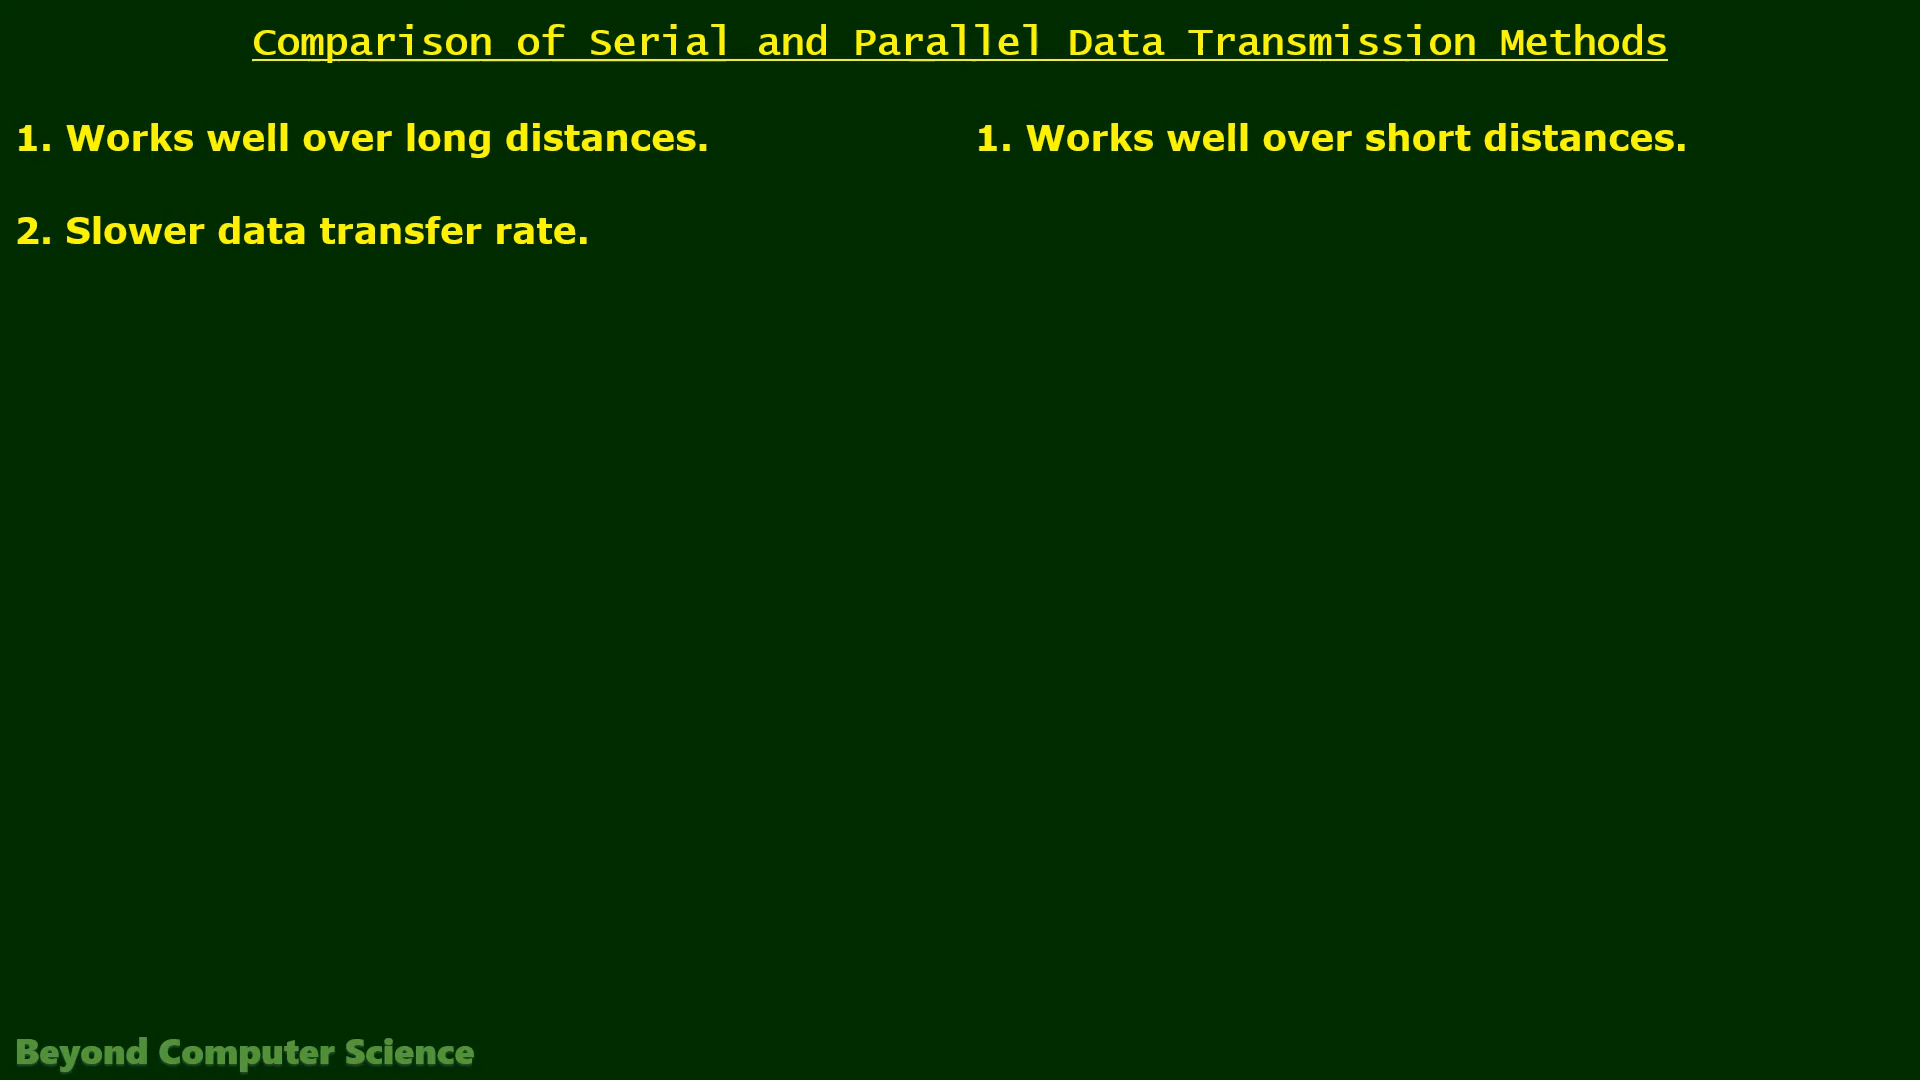 Comparison of Serial and Parallel Data Transmission Methods
1. Works well over long distances.
1. Works well over short distances.
2. Slower data transfer rate.
Beyond Computer Science